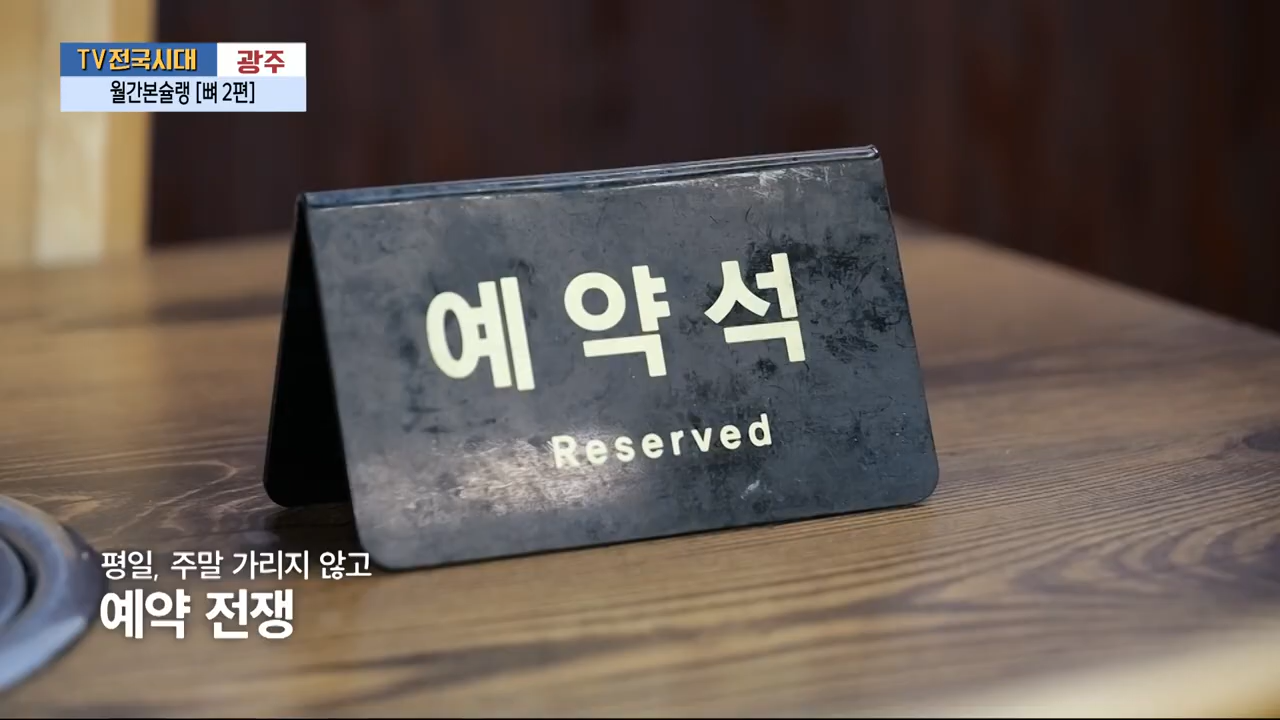 TV전국시대 광주
월간본슐랭 [뼈 2편]
예약석
Reserved
평일, 주말 가리지 않고
예약 전쟁